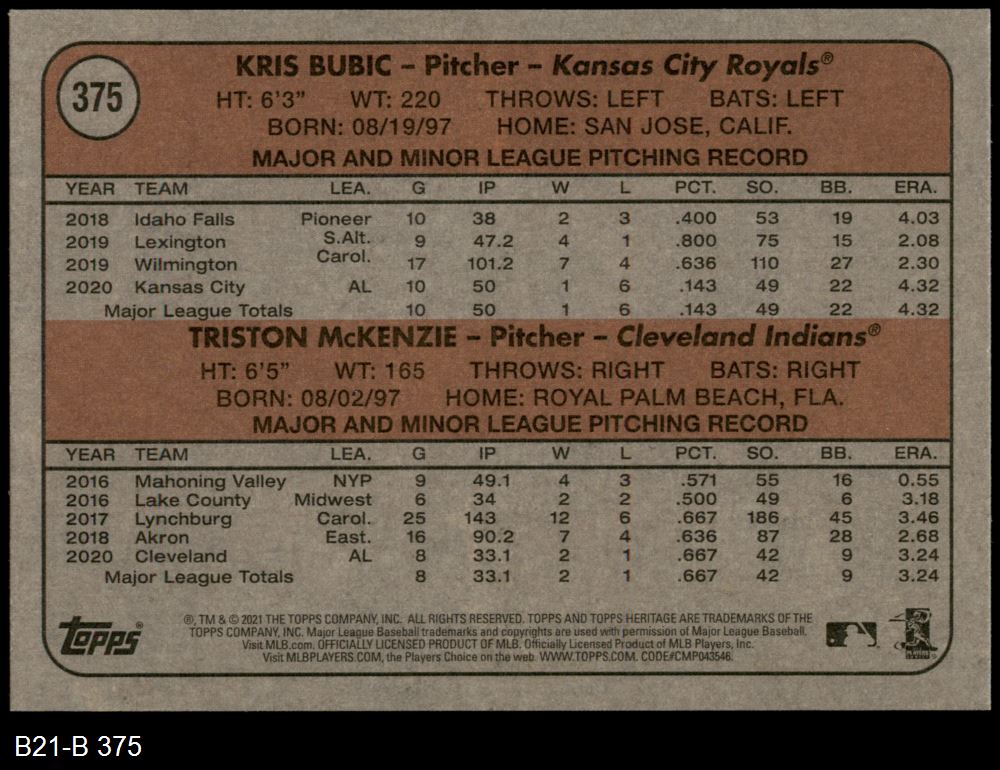 375
KRIS BUBIC – Pitcher – Kansas City Royals®
HT: 6'3" WT: 220 THROWS: LEFT BATS: LEFT
BORN: 08/19/97 HOME: SAN JOSE, CALIF.
MAJOR AND MINOR LEAGUE PITCHING RECORD
YEAR TEAM LEA. G IP W L PCT. SO. BB. ERA.
2018 Idaho Falls Pioneer 10 38 2 3 .400 53 19 4.03
2019 Lexington S.Alt. 9 47.2 4 1 .800 75 15 2.08
2019 Wilmington Carol. 17 101.2 7 4 .636 110 27 2.30
2020 Kansas City AL 10 50 1 6 .143 49 22 4.32
Major League Totals 10 50 1 6 .143 49 22 4.32
TRISTON McKENZIE – Pitcher – Cleveland Indians®
HT: 6'5" WT: 165 THROWS: RIGHT BATS: RIGHT
BORN: 08/02/97 HOME: ROYAL PALM BEACH, FLA.
MAJOR AND MINOR LEAGUE PITCHING RECORD
YEAR TEAM LEA. G IP W L PCT. SO. BB. ERA.
2016 Mahoning Valley NYP 9 49.1 4 3 .571 55 16 0.55
2016 Lake County Midwest 6 34 2 2 .500 49 6 3.18
2017 Lynchburg Carol. 25 143 12 6 .667 186 45 3.46
2018 Akron East. 16 90.2 7 4 .636 87 28 2.68
2020 Cleveland AL 8 33.1 2 1 .667 42 9 3.24
Major League Totals 8 33.1 2 1 .667 42 9 3.24
Topps®
®, TM & © 2021 THE TOPPS COMPANY, INC. ALL RIGHTS RESERVED. TOPPS AND TOPPS HERITAGE ARE TRADEMARKS OF THE
TOPPS COMPANY, INC. Major League Baseball trademarks and copyrights are used with permission of Major League Baseball.
Visit MLB.com. OFFICIALLY LICENSED PRODUCT OF MLB. Officially Licensed Product of MLB Players, Inc.
Visit MLBPLAYERS.COM, the Players Choice on the web. WWW.TOPPS.COM. CODE#CMP043546.
B21-B 375